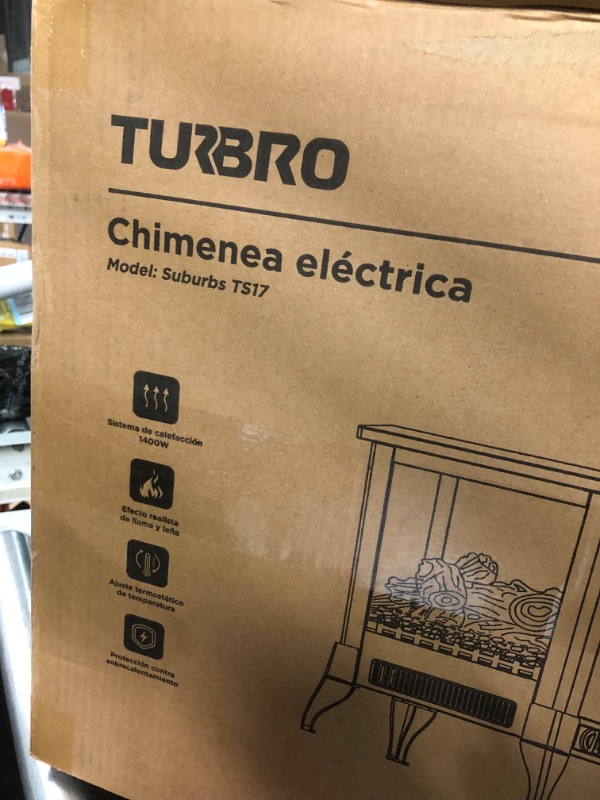 TURBRO
Chimenea eléctrica
Model: Suburbs TS17
Sistema de calefacción
1400W
Efecto realista
de llama y leña
Ajuste termostático
de temperatura
Protección contra
sobrecalentamiento